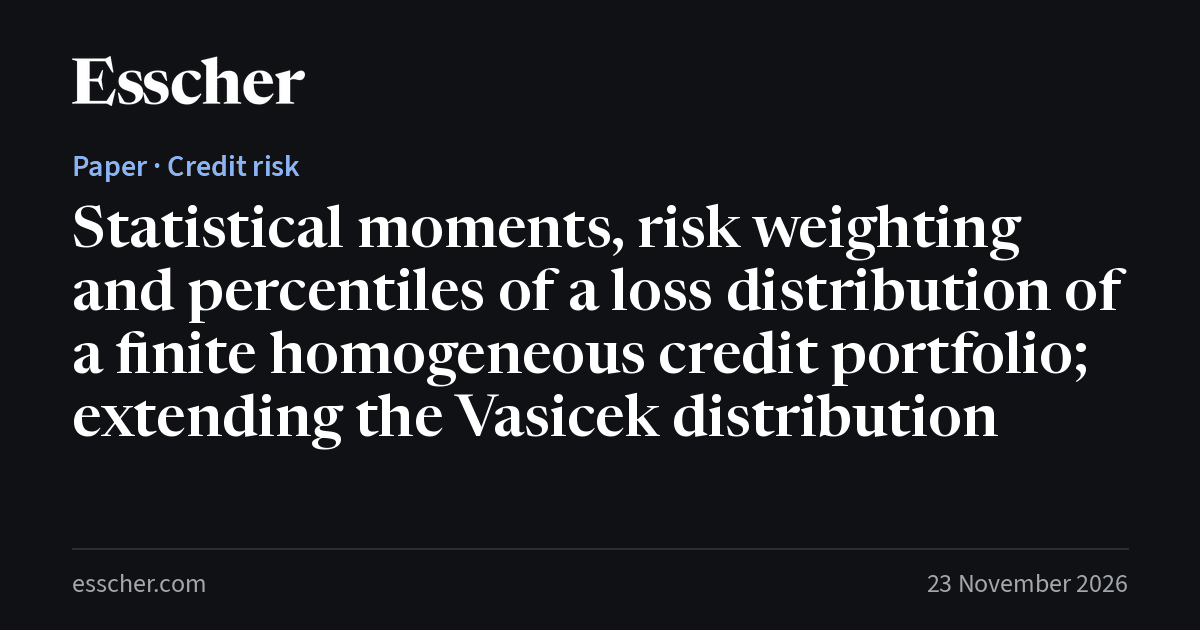 Esscher
Paper · Credit risk
Statistical moments, risk weighting
and percentiles of a loss distribution of
a finite homogeneous credit portfolio;
extending the Vasicek distribution
esscher.com
23 November 2026